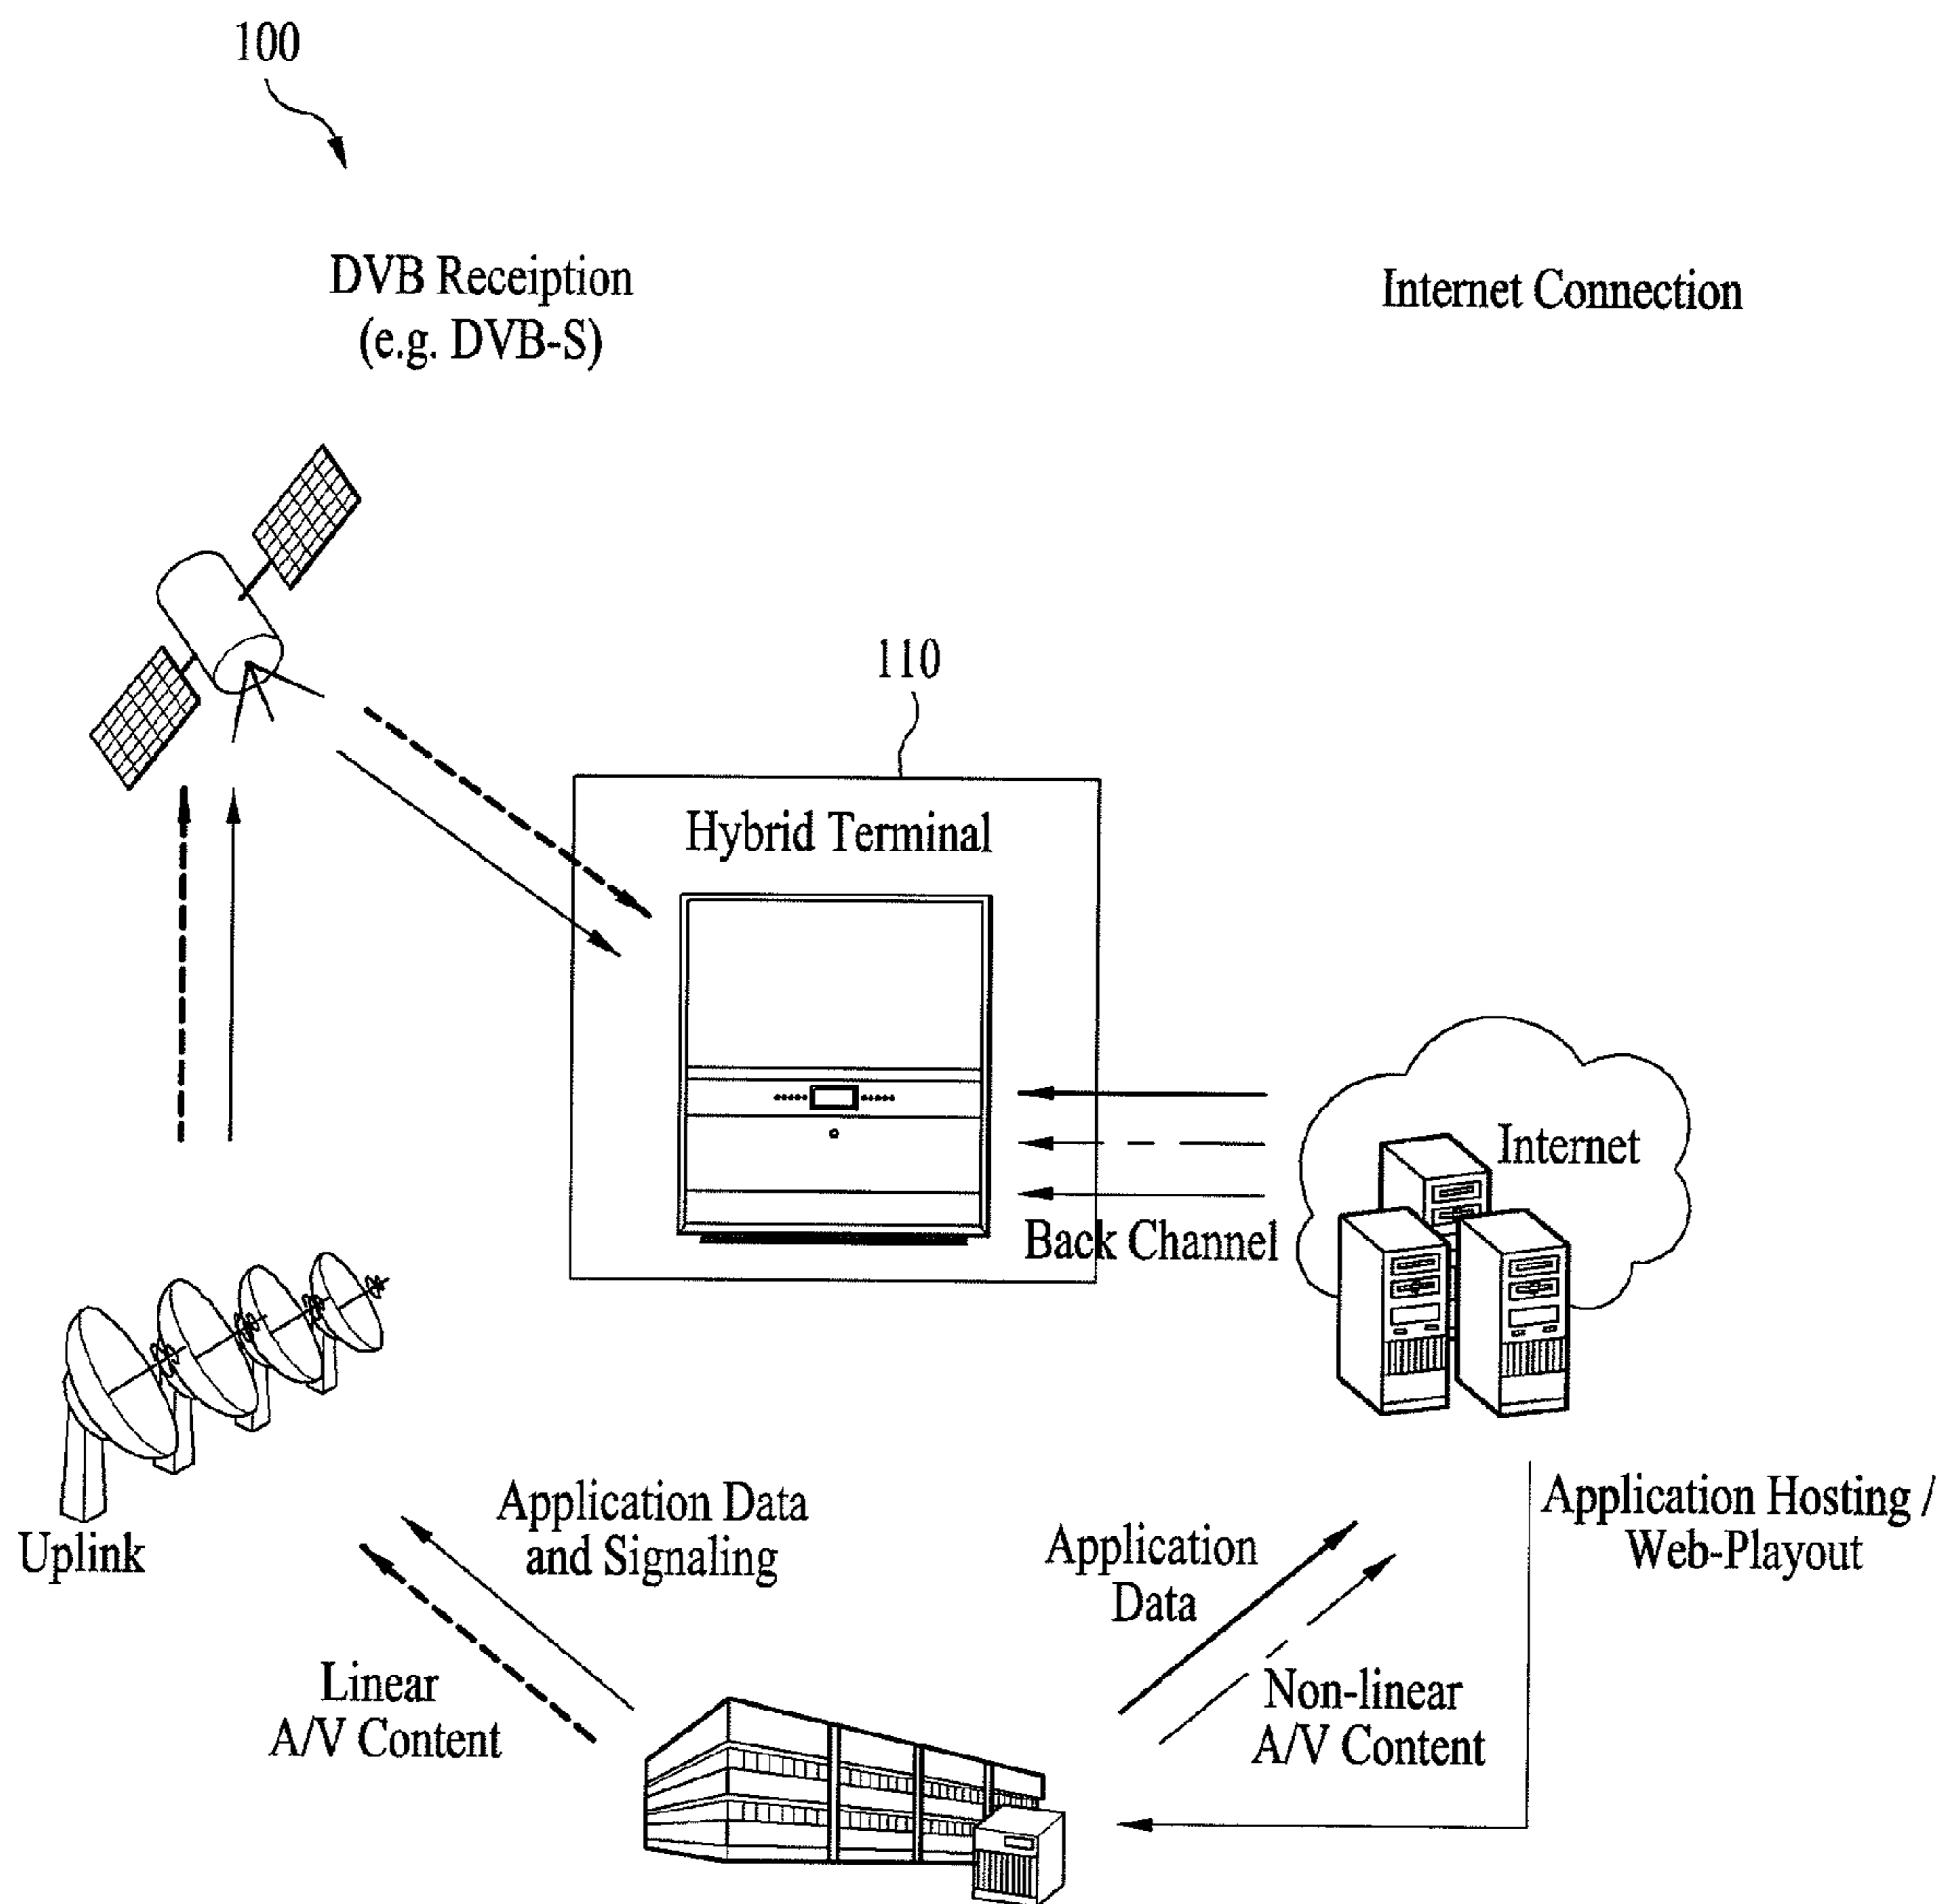 100
DVB Receiption
(e.g. DVB-S)
Internet Connection
110
Hybrid Terminal
Internet
Back Channel
Uplink
Application Data
and Signaling
Application
Data
Application Hosting /
Web-Playout
Linear
A/V Content
Non-linear
A/V Content